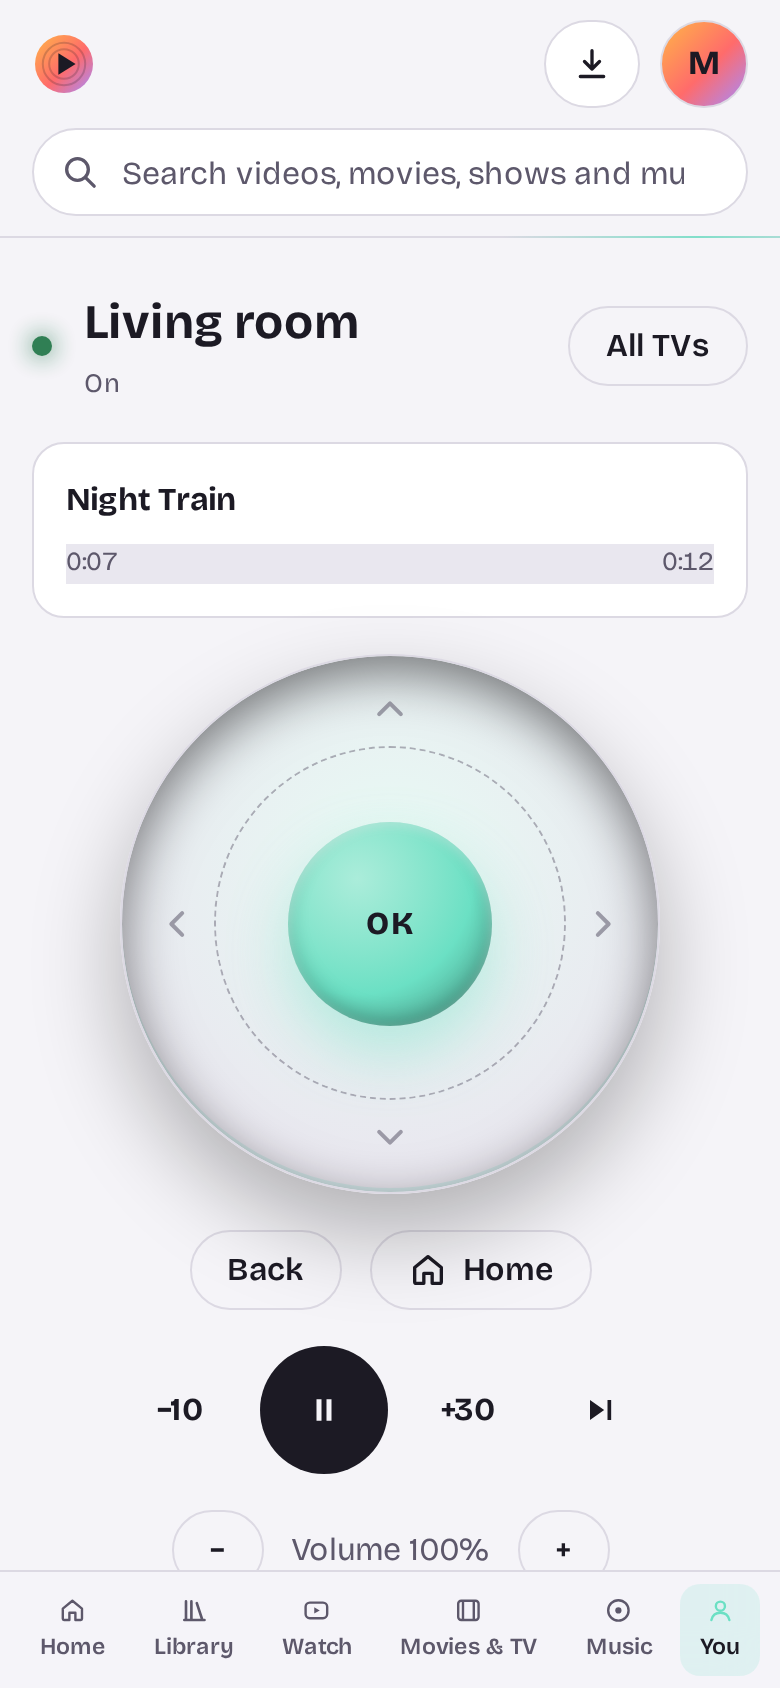 M
Search videos, movies, shows and mu
Living room
On
All TVs
Night Train
0:07 0:12
OK
Back Home
−10 +30
− Volume 100% +
Home Library Watch Movies & TV Music You